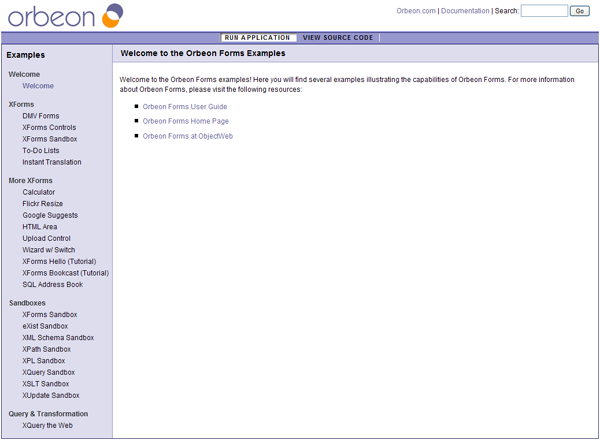 orbeon
Orbeon.com | Documentation | Search: Go
RUN APPLICATION VIEW SOURCE CODE
Examples
Welcome
Welcome
XForms
DMV Forms
XForms Controls
XForms Sandbox
To-Do Lists
Instant Translation
More XForms
Calculator
Flickr Resize
Google Suggests
HTML Area
Upload Control
Wizard w/ Switch
XForms Hello (Tutorial)
XForms Bookcast (Tutorial)
SQL Address Book
Sandboxes
XForms Sandbox
eXist Sandbox
XML Schema Sandbox
XPath Sandbox
XPL Sandbox
XQuery Sandbox
XSLT Sandbox
XUpdate Sandbox
Query & Transformation
XQuery the Web
Welcome to the Orbeon Forms Examples
Welcome to the Orbeon Forms examples! Here you will find several examples illustrating the capabilities of Orbeon Forms. For more information
about Orbeon Forms, please visit the following resources:
Orbeon Forms User Guide
Orbeon Forms Home Page
Orbeon Forms at ObjectWeb